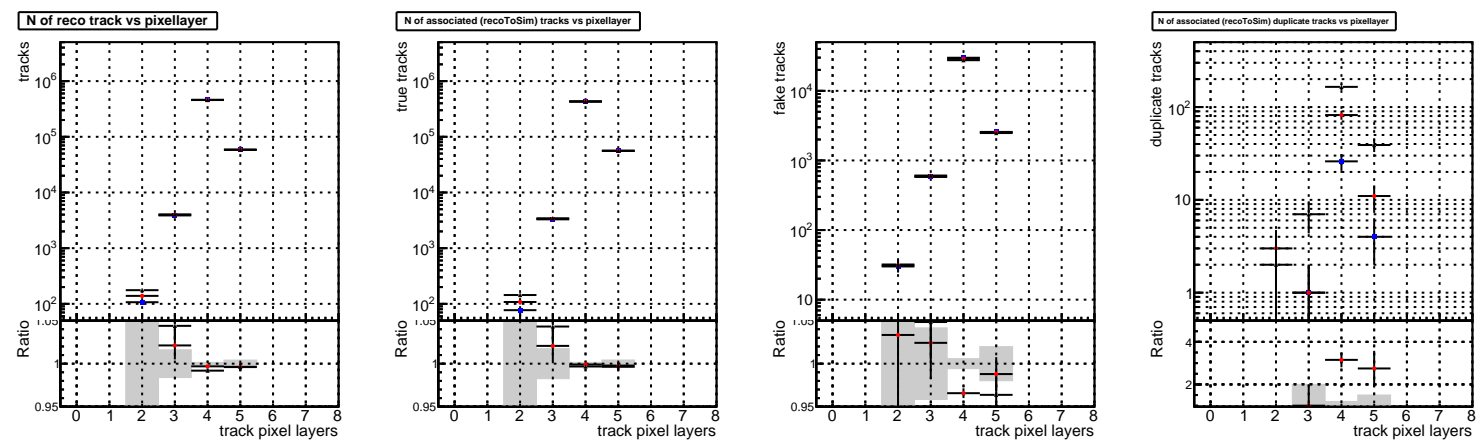 N of reco track vs pixellayer
tracks
10^6
10^5
10^4
10^3
10^2
Ratio
1.05
1
0.95
0 1 2 3 4 5 6 7 8
track pixel layers
N of associated (recoToSim) tracks vs pixellayer
true tracks
10^6
10^5
10^4
10^3
10^2
Ratio
1.05
1
0.95
0 1 2 3 4 5 6 7 8
track pixel layers
fake tracks
10^4
10^3
10^2
10
Ratio
1.05
1
0.95
0 1 2 3 4 5 6 7 8
track pixel layers
N of associated (recoToSim) duplicate tracks vs pixellayer
duplicate tracks
10^2
10
1
Ratio
4
2
0 1 2 3 4 5 6 7 8
track pixel layers